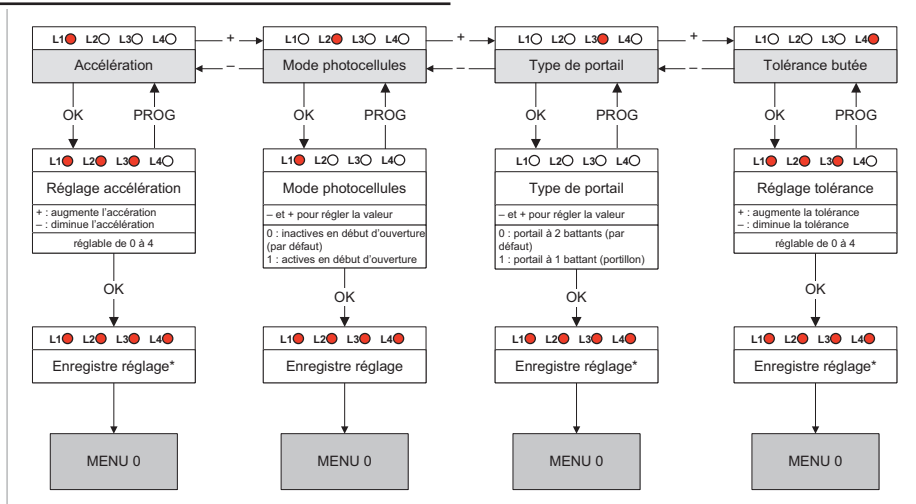 L1 L2 L3 L4
+
L1 L2 L3 L4
+
L1 L2 L3 L4
+
L1 L2 L3 L4
Accélération
–
Mode photocellules
–
Type de portail
–
Tolérance butée
OK PROG
OK PROG
OK PROG
OK PROG
L1 L2 L3 L4
Réglage accélération
+ : augmente l'accération
– : diminue l'accélération
réglable de 0 à 4
L1 L2 L3 L4
Mode photocellules
– et + pour régler la valeur
0 : inactives en début d'ouverture
(par défaut)
1 : actives en début d'ouverture
L1 L2 L3 L4
Type de portail
– et + pour régler la valeur
0 : portail à 2 battants (par
défaut)
1 : portail à 1 battant (portillon)
L1 L2 L3 L4
Réglage tolérance
+ : augmente la tolérance
– : diminue la tolérance
réglable de 0 à 4
OK
OK
OK
OK
L1 L2 L3 L4
Enregistre réglage*
L1 L2 L3 L4
Enregistre réglage
L1 L2 L3 L4
Enregistre réglage*
L1 L2 L3 L4
Enregistre réglage*
MENU 0
MENU 0
MENU 0
MENU 0